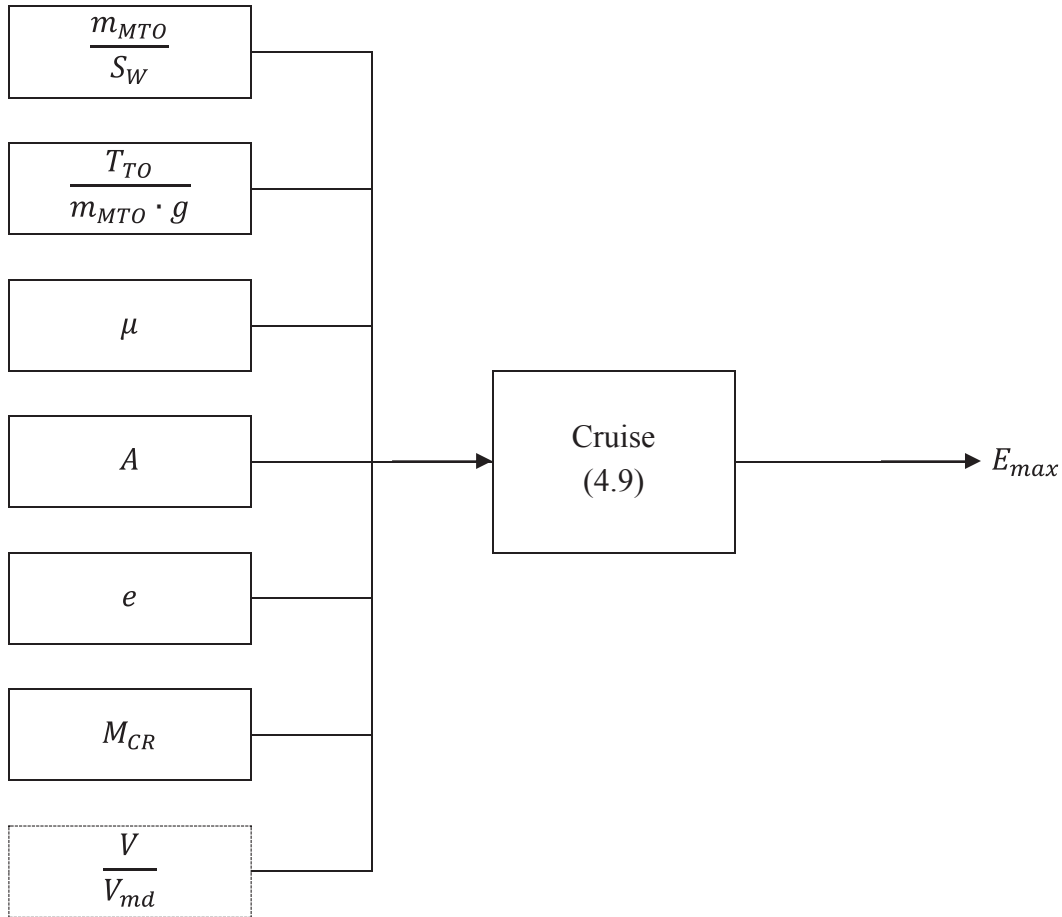 m_MTO
S_W
T_TO
m_MTO · g
μ
A
e
M_CR
V
V_md
Cruise
(4.9)
E_max